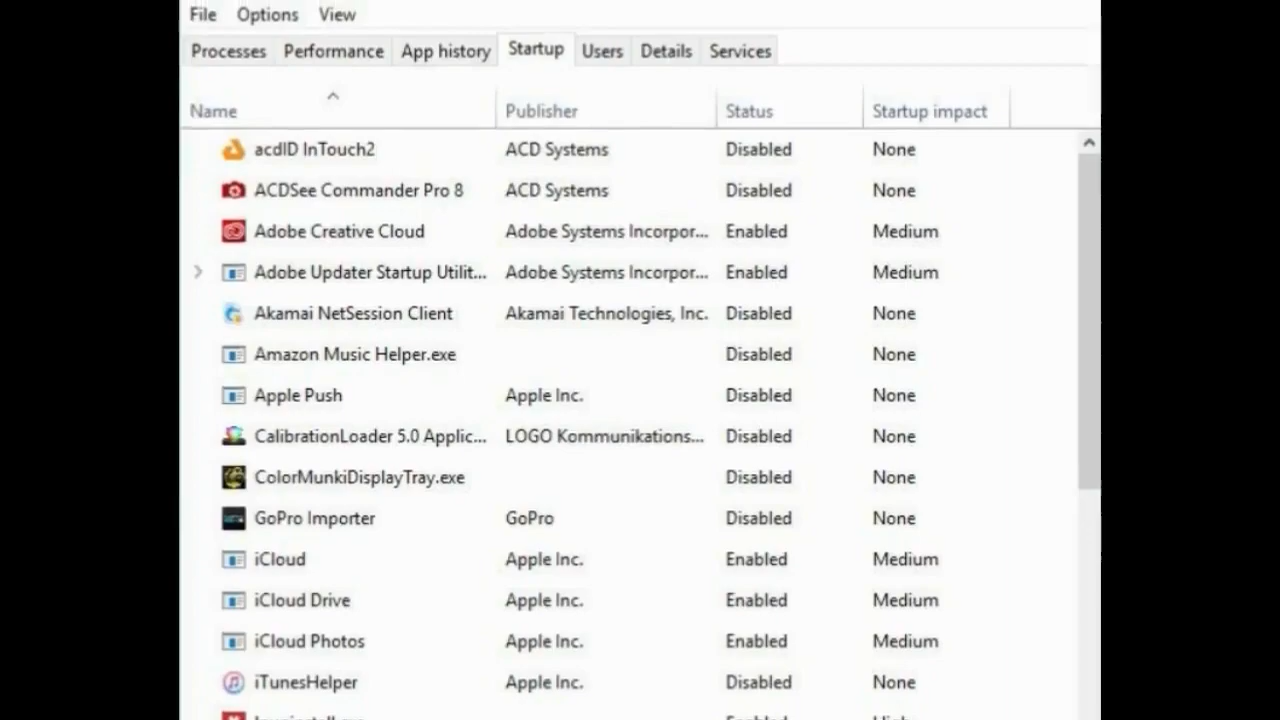 File Options View
Processes Performance App history Startup Users Details Services
Name Publisher Status Startup impact
acdID InTouch2 ACD Systems Disabled None
ACDSee Commander Pro 8 ACD Systems Disabled None
Adobe Creative Cloud Adobe Systems Incorpor... Enabled Medium
Adobe Updater Startup Utilit... Adobe Systems Incorpor... Enabled Medium
Akamai NetSession Client Akamai Technologies, Inc. Disabled None
Amazon Music Helper.exe Disabled None
Apple Push Apple Inc. Disabled None
CalibrationLoader 5.0 Applic... LOGO Kommunikations... Disabled None
ColorMunkiDisplayTray.exe Disabled None
GoPro Importer GoPro Disabled None
iCloud Apple Inc. Enabled Medium
iCloud Drive Apple Inc. Enabled Medium
iCloud Photos Apple Inc. Enabled Medium
iTunesHelper Apple Inc. Disabled None
Enabled High